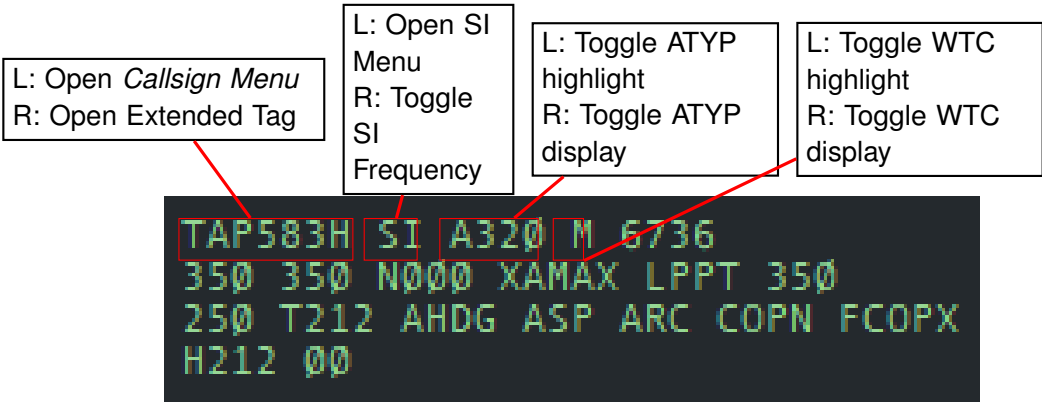 L: Open Callsign Menu
R: Open Extended Tag
L: Open SI
Menu
R: Toggle
SI
Frequency
L: Toggle ATYP
highlight
R: Toggle ATYP
display
L: Toggle WTC
highlight
R: Toggle WTC
display
TAP583H SI A320 M 6736
350 350 N000 XAMAX LPPT 350
250 T212 AHDG ASP ARC COPN FCOPX
H212 00